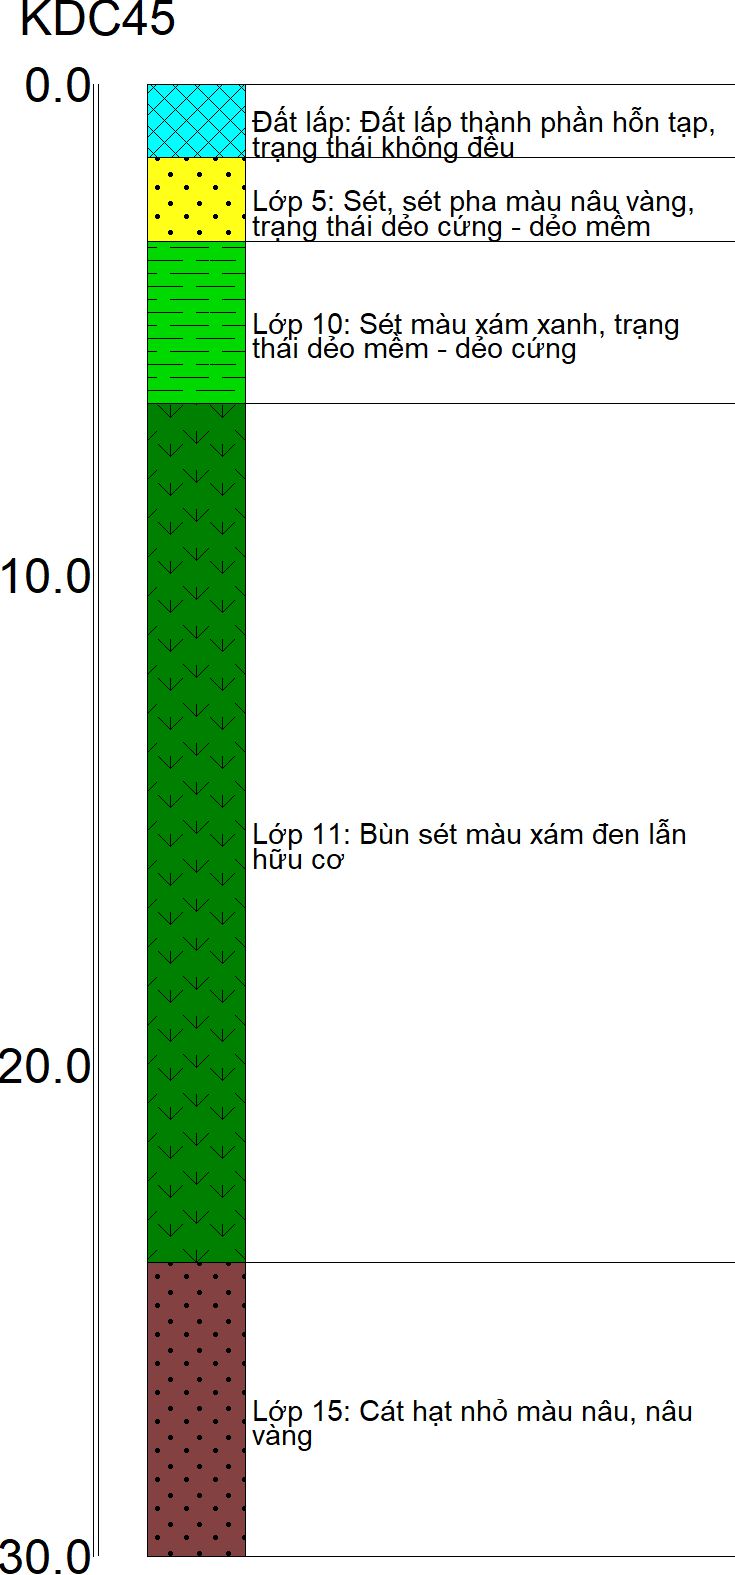 KDC45
0.0
Đất lấp: Đất lấp thành phần hỗn tạp,
trạng thái không đều
Lớp 5: Sét, sét pha màu nâu vàng,
trạng thái dẻo cứng - dẻo mềm
Lớp 10: Sét màu xám xanh, trạng
thái dẻo mềm - dẻo cứng
10.0
Lớp 11: Bùn sét màu xám đen lẫn
hữu cơ
20.0
Lớp 15: Cát hạt nhỏ màu nâu, nâu
vàng
30.0